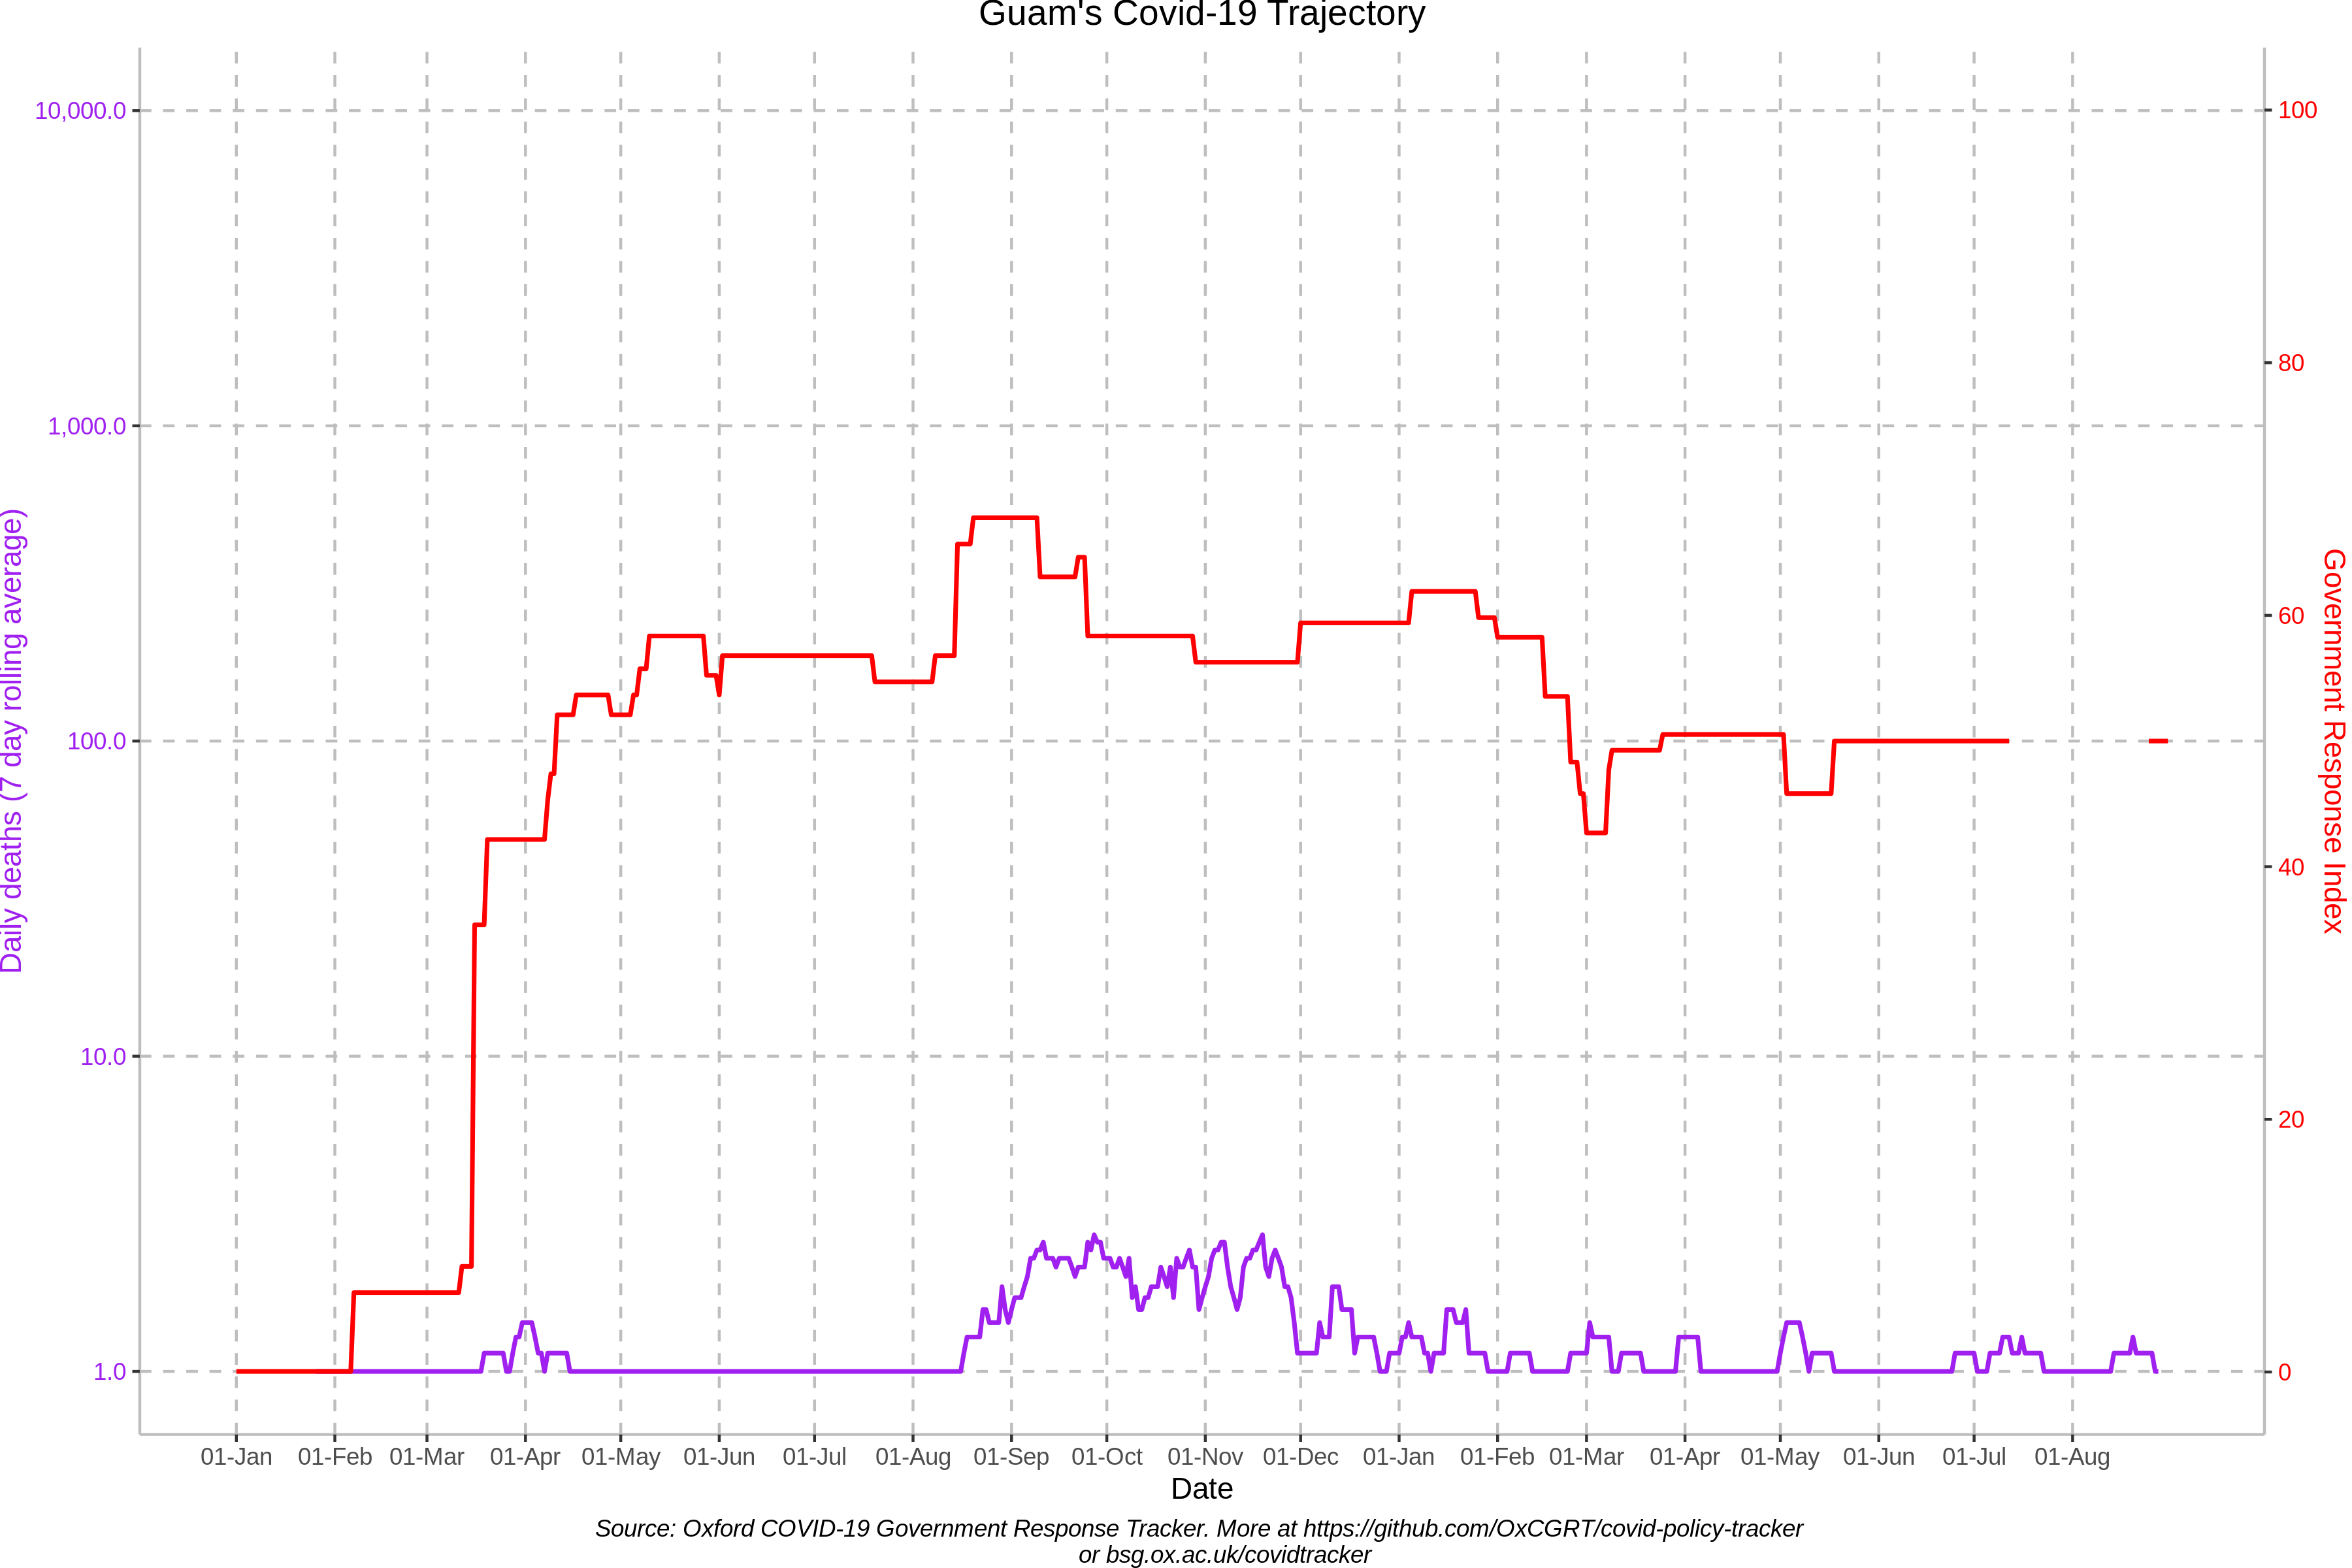 Guam's Covid-19 Trajectory
10,000.0
1,000.0
100.0
10.0
1.0
Daily deaths (7 day rolling average)
100
80
60
40
20
0
Government Response Index
01-Jan 01-Feb 01-Mar 01-Apr 01-May 01-Jun 01-Jul 01-Aug 01-Sep 01-Oct 01-Nov 01-Dec 01-Jan 01-Feb 01-Mar 01-Apr 01-May 01-Jun 01-Jul 01-Aug
Date
Source: Oxford COVID-19 Government Response Tracker. More at https://github.com/OxCGRT/covid-policy-tracker
or bsg.ox.ac.uk/covidtracker